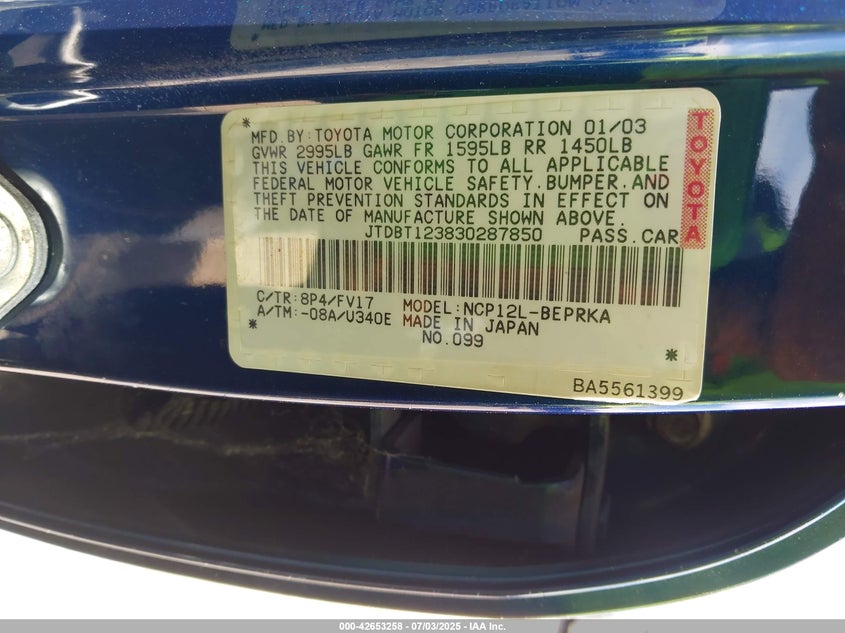 MFD.BY:TOYOTA MOTOR CORPORATION 01/03
GVWR 2995LB GAWR FR 1595LB RR 1450LB
THIS VEHICLE CONFORMS TO ALL APPLICABLE
FEDERAL MOTOR VEHICLE SAFETY.BUMPER.AND
THEFT PREVENTION STANDARDS IN EFFECT ON
THE DATE OF MANUFACTURE SHOWN ABOVE.
JTDBT123830287850 PASS.CAR
TOYOTA
C/TR:8P4/FV17 MODEL:NCP12L-BEPRKA
A/TM:-08A/U340E MADE IN JAPAN
NO.099
BA5561399
000-42653258 - 07/03/2025 - IAA Inc.